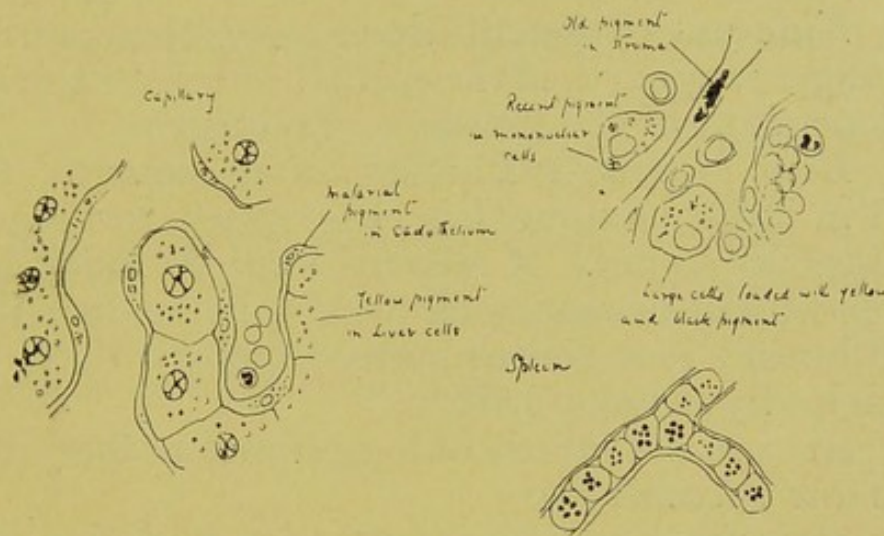 Capillary
Malarial
pigment
in Endothelium
Yellow pigment
in Liver cells
Old pigment
in Stroma
Recent pigment
in mononuclear
cells
Large cells loaded with yellow
and black pigment
Spleen